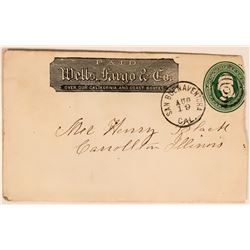 PAID
Wells, Fargo & Co.
OVER OUR CALIFORNIA AND COAST ROUTES
SAN BUENAVENTURA
AUG
19
CAL.
Henry Black
Carrollton Illinois